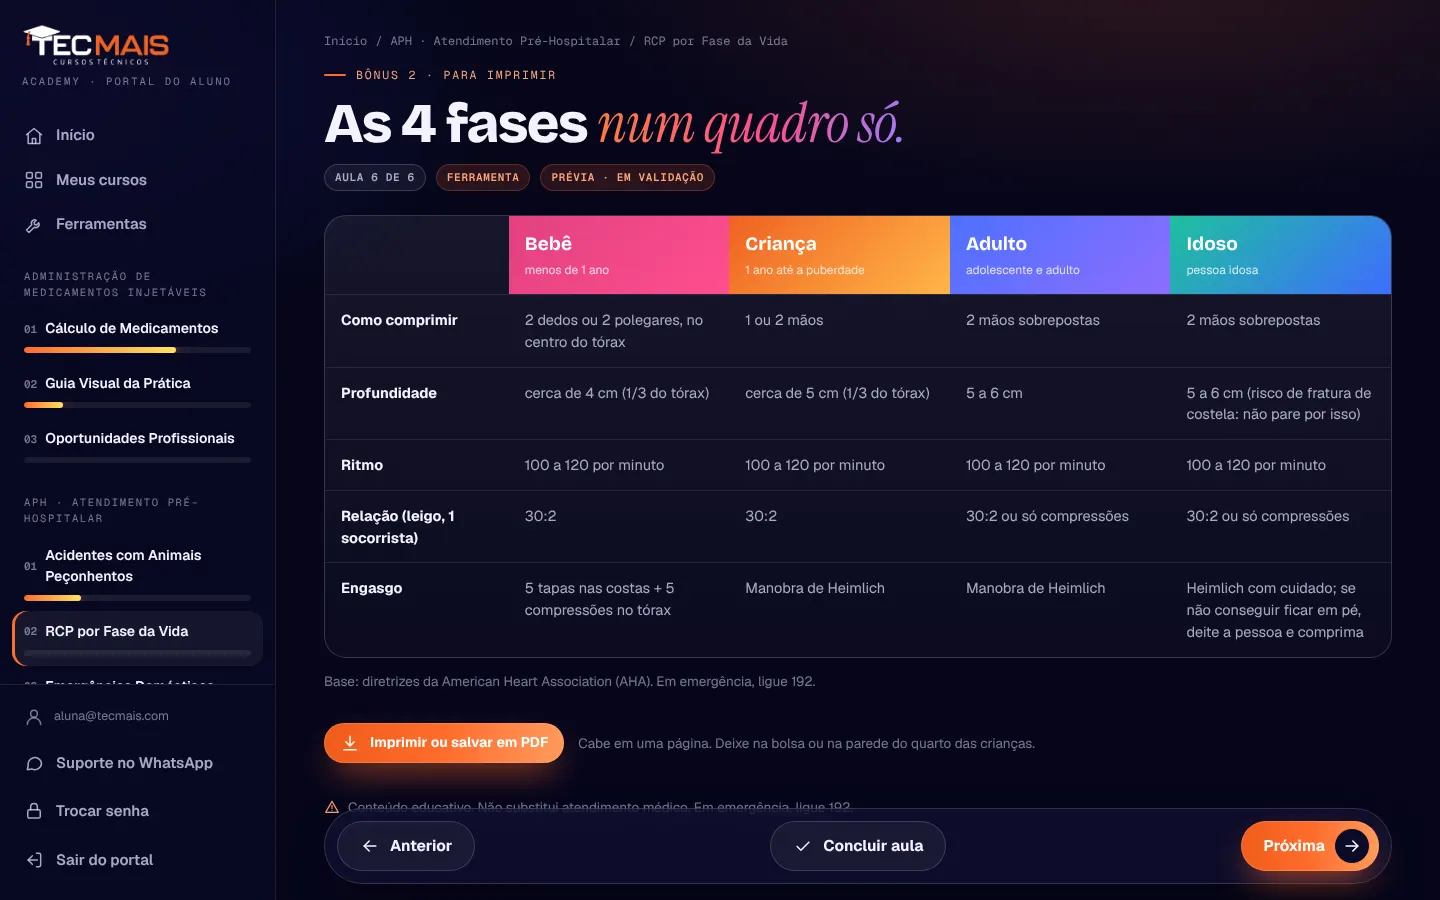 TECMAIS
CURSOS TÉCNICOS
ACADEMY · PORTAL DO ALUNO
Início
Meus cursos
Ferramentas
ADMINISTRAÇÃO DE
MEDICAMENTOS INJETÁVEIS
01 Cálculo de Medicamentos
02 Guia Visual da Prática
03 Oportunidades Profissionais
APH · ATENDIMENTO PRÉ-
HOSPITALAR
01 Acidentes com Animais
Peçonhentos
02 RCP por Fase da Vida
aluna@tecmais.com
Suporte no WhatsApp
Trocar senha
Sair do portal
Início / APH · Atendimento Pré-Hospitalar / RCP por Fase da Vida
BÔNUS 2 · PARA IMPRIMIR
As 4 fases num quadro só.
AULA 6 DE 6
FERRAMENTA
PRÉVIA · EM VALIDAÇÃO
Bebê
menos de 1 ano
Criança
1 ano até a puberdade
Adulto
adolescente e adulto
Idoso
pessoa idosa
Como comprimir
2 dedos ou 2 polegares, no
centro do tórax
1 ou 2 mãos
2 mãos sobrepostas
2 mãos sobrepostas
Profundidade
cerca de 4 cm (1/3 do tórax)
cerca de 5 cm (1/3 do tórax)
5 a 6 cm
5 a 6 cm (risco de fratura de
costela: não pare por isso)
Ritmo
100 a 120 por minuto
100 a 120 por minuto
100 a 120 por minuto
100 a 120 por minuto
Relação (leigo, 1
socorrista)
30:2
30:2
30:2 ou só compressões
30:2 ou só compressões
Engasgo
5 tapas nas costas + 5
compressões no tórax
Manobra de Heimlich
Manobra de Heimlich
Heimlich com cuidado; se
não conseguir ficar em pé,
deite a pessoa e comprima
Base: diretrizes da American Heart Association (AHA). Em emergência, ligue 192.
Imprimir ou salvar em PDF
Cabe em uma página. Deixe na bolsa ou na parede do quarto das crianças.
Conteúdo educativo. Não substitui atendimento médico. Em emergência, ligue 192.
Anterior
Concluir aula
Próxima